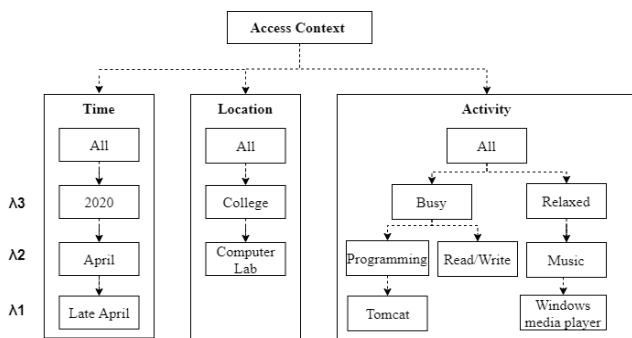 Access Context
Time
Location
Activity
All
All
All
λ3
2020
College
Busy
Relaxed
λ2
April
Computer
Lab
Programming
Read/Write
Music
λ1
Late April
Tomcat
Windows
media player